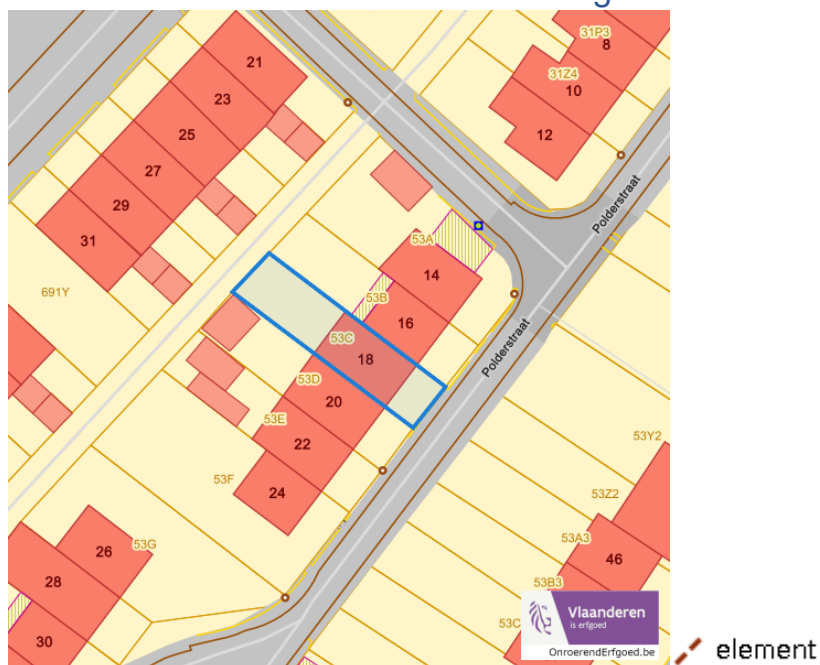 g
31P3
8
21
31Z4
23
10
25
12
27
29
Polderstraat
31
53A
14
691Y
53B
16
53C
18
Polderstraat
53D
20
53E
22
53Y2
53F
24
53Z2
53A3
26
53G
46
28
53B3
Vlaanderen
is erfgoed
53C
30
OnroerendErfgoed.be
element